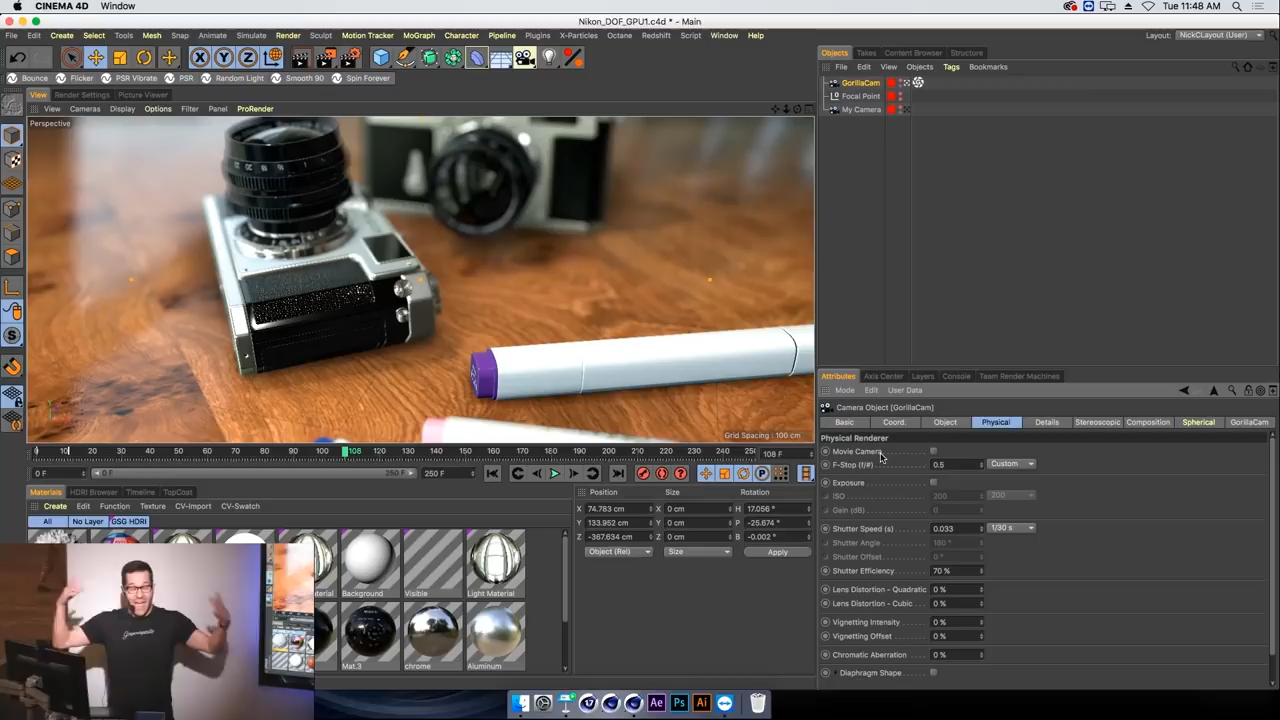 CINEMA 4D Window Tue 11:48 AM
Nikon_DOF_GPU1.c4d * - Main
File Edit Create Select Tools Mesh Snap Animate Simulate Render Sculpt Motion Tracker MoGraph Character Pipeline Plugins X-Particles Octane Redshift Script Window Help Layout: NickCLayout (User)
Objects Takes Content Browser Structure
File Edit View Objects Tags Bookmarks
Bounce Flicker PSR Vibrate PSR Random Light Smooth 90 Spin Forever
GorillaCam
Focal Point
My Camera
View Render Settings Picture Viewer
View Cameras Display Options Filter Panel ProRender
Perspective
Grid Spacing : 100 cm
0 10 20 30 40 50 60 70 80 90 100 108 120 130 140 150 160 170 180 190 200 210 220 230 240 250 108 F
0 F 0 F 250 F 250 F
Attributes Axis Center Layers Console Team Render Machines
Mode Edit User Data
Camera Object [GorillaCam]
Basic Coord. Object Physical Details Stereoscopic Composition Spherical GorillaCam
Physical Renderer
Movie Camera
F-Stop (f/#) 0.5 Custom
Exposure
ISO 200 200
Gain (dB) 0
Shutter Speed (s) 0.033 1/30 s
Shutter Angle 180 °
Shutter Offset 0 °
Shutter Efficiency 70 %
Lens Distortion - Quadratic 0 %
Lens Distortion - Cubic 0 %
Vignetting Intensity 0 %
Vignetting Offset 0 %
Chromatic Aberration 0 %
Diaphragm Shape
Materials HDRI Browser Timeline TopCoat
Create Edit Function Texture CV-Import CV-Swatch
All No Layer GSG HDRI
Background Visible Light Material
Mat.3 chrome Aluminum
Position Size Rotation
X 74.783 cm X 0 cm H 17.056 °
Y 133.952 cm Y 0 cm P -25.674 °
Z -367.634 cm Z 0 cm B -0.002 °
Object (Rel) Size Apply
17 Ae Ps Ai